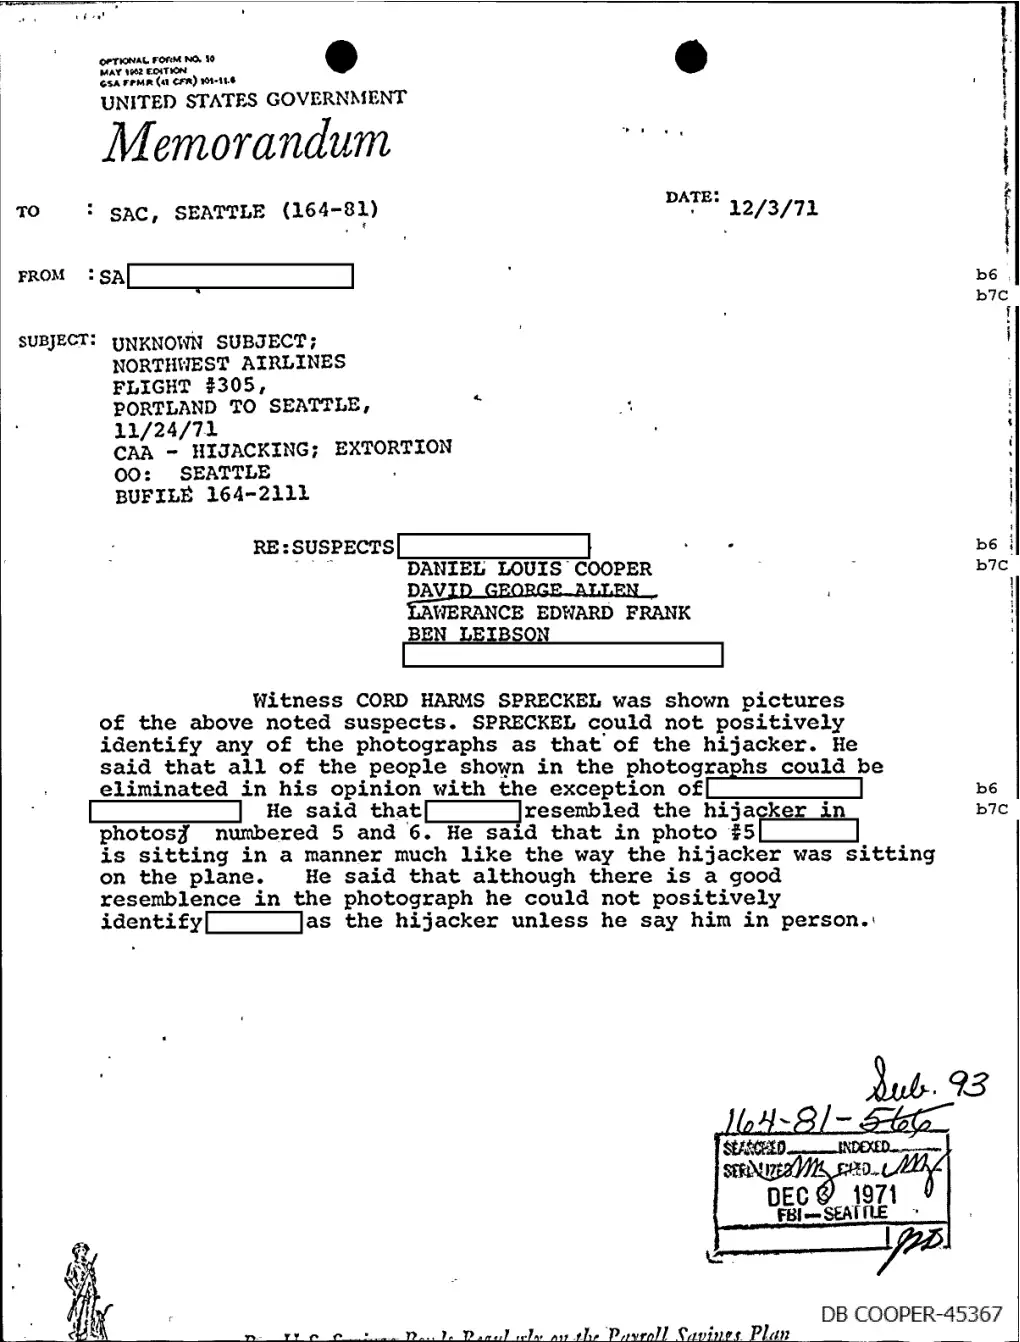 OPTIONAL FORM NO. 10
MAY 1962 EDITION
GSA FPMR (41 CFR) 101-11.6
UNITED STATES GOVERNMENT
Memorandum
TO : SAC, SEATTLE (164-81)
DATE: 12/3/71
FROM : SA
b6
b7C
SUBJECT: UNKNOWN SUBJECT;
NORTHWEST AIRLINES
FLIGHT #305,
PORTLAND TO SEATTLE,
11/24/71
CAA - HIJACKING; EXTORTION
OO: SEATTLE
BUFILE 164-2111
RE:SUSPECTS
b6
b7C
DANIEL LOUIS COOPER
DAVID GEORGE ALLEN
LAWERANCE EDWARD FRANK
BEN LEIBSON
Witness CORD HARMS SPRECKEL was shown pictures
of the above noted suspects. SPRECKEL could not positively
identify any of the photographs as that of the hijacker. He
said that all of the people shown in the photographs could be
eliminated in his opinion with the exception of
b6
He said that resembled the hijacker in
b7C
photos numbered 5 and 6. He said that in photo #5
is sitting in a manner much like the way the hijacker was sitting
on the plane. He said that although there is a good
resemblence in the photograph he could not positively
identify as the hijacker unless he say him in person.
Sub. 93
164-81-566
SEARCHED INDEXED
SERIALIZED FILED
DEC 1971
FBI—SEATTLE
DB COOPER-45367
U.S. Savings Bonds Regularly on the Payroll Savings Plan